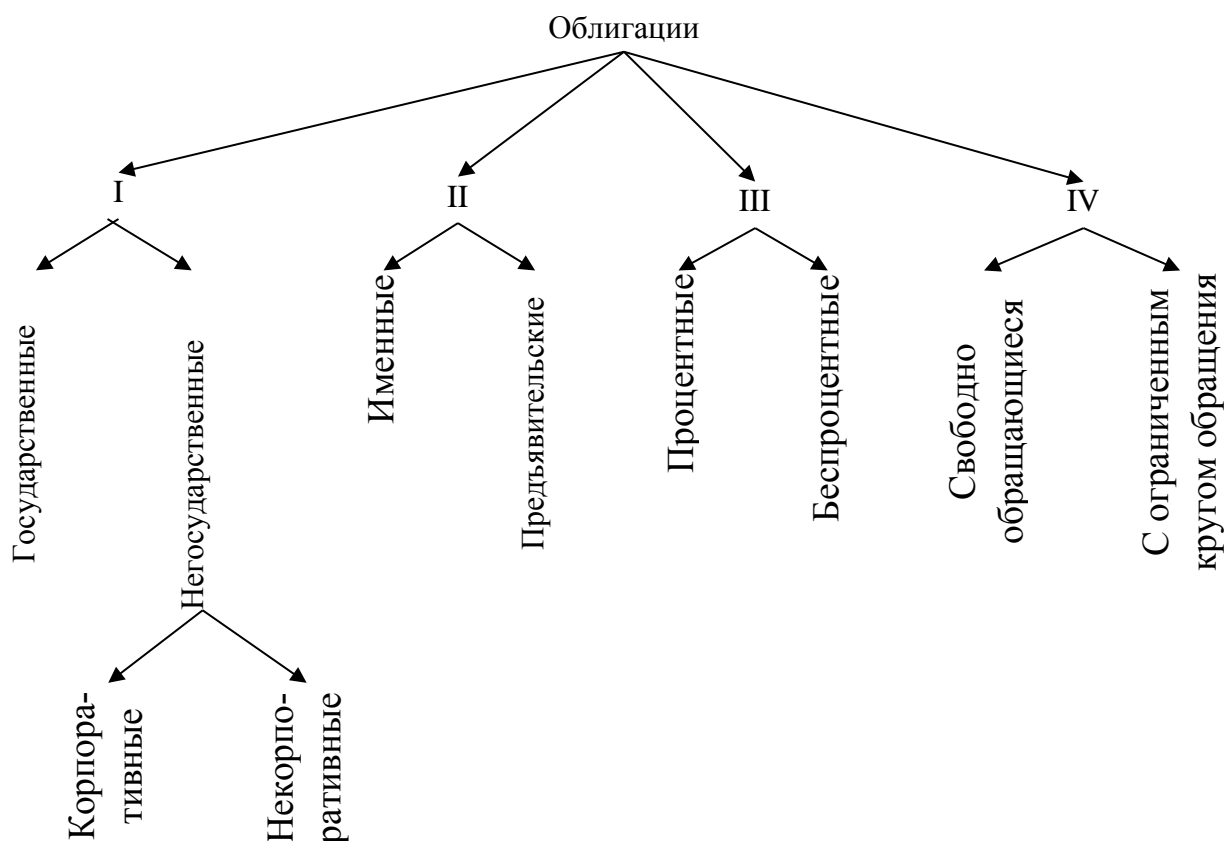 Облигации
I
II
III
IV
Государственные
Негосударственные
Именные
Предъявительские
Процентные
Беспроцентные
Свободно
обращающиеся
С ограниченным
кругом обращения
Корпора-
тивные
Некорпо-
ративные